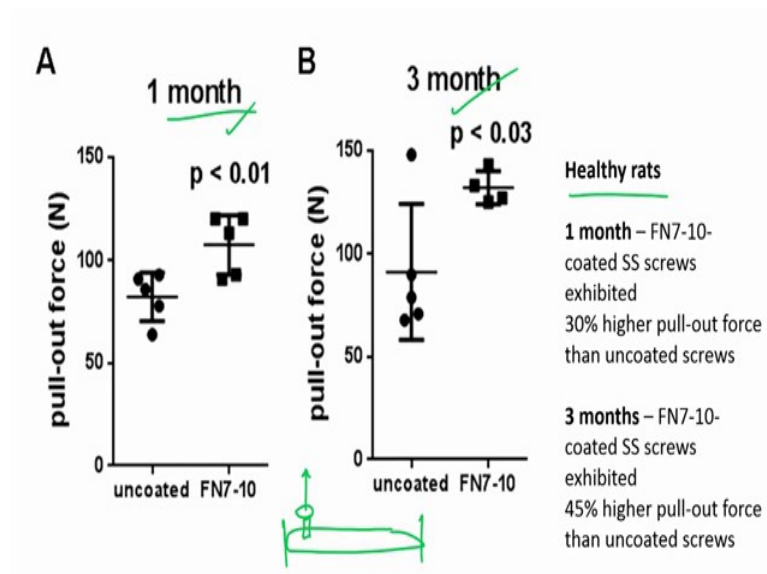 A
1 month
p < 0.01
pull-out force (N)
150
100
50
0
uncoated FN7-10
B
3 month
p < 0.03
pull-out force (N)
150
100
50
0
uncoated FN7-10
Healthy rats
1 month – FN7-10-
coated SS screws
exhibited
30% higher pull-out force
than uncoated screws
3 months – FN7-10-
coated SS screws
exhibited
45% higher pull-out force
than uncoated screws